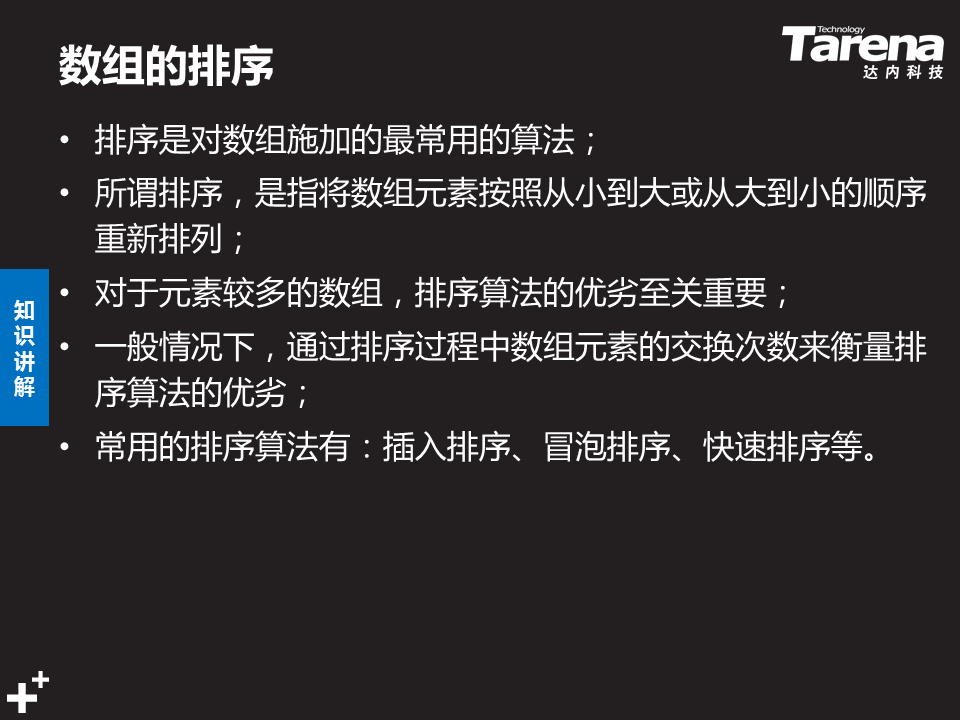 数组的排序
Technology
Tarena
达内科技
• 排序是对数组施加的最常用的算法；
• 所谓排序，是指将数组元素按照从小到大或从大到小的顺序
重新排列；
• 对于元素较多的数组，排序算法的优劣至关重要；
• 一般情况下，通过排序过程中数组元素的交换次数来衡量排
序算法的优劣；
• 常用的排序算法有：插入排序、冒泡排序、快速排序等。
知
识
讲
解